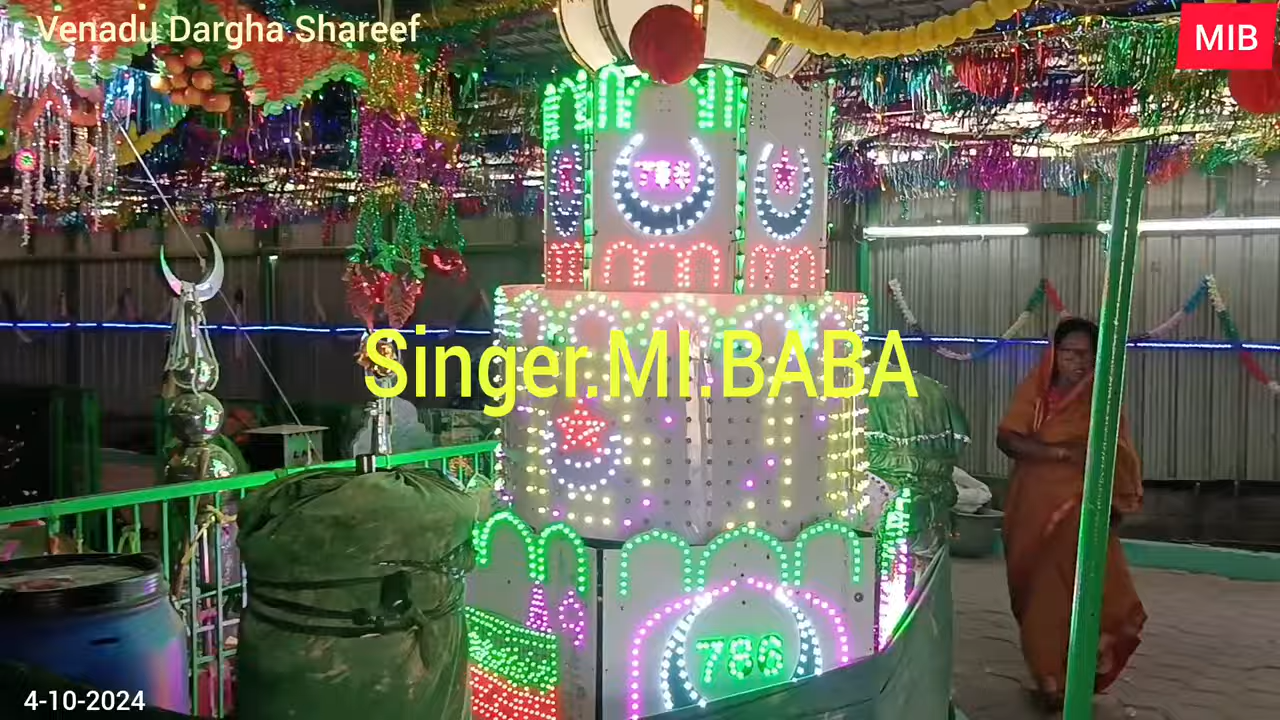 Venadu Dargha Shareef
MIB
786
Singer.MI.BABA
786
4-10-2024